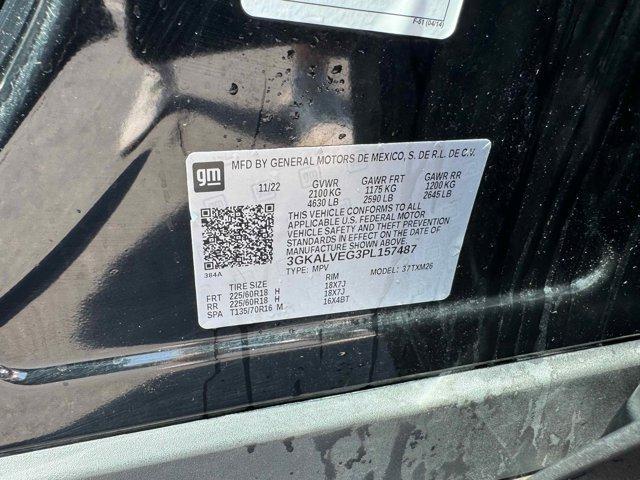 F-51 (04/14)
gm
MFD BY GENERAL MOTORS DE MEXICO, S. DE R.L. DE C.V.
11/22 GVWR GAWR FRT GAWR RR
2100 KG 1175 KG 1200 KG
4630 LB 2590 LB 2645 LB
THIS VEHICLE CONFORMS TO ALL
APPLICABLE U.S. FEDERAL MOTOR
VEHICLE SAFETY AND THEFT PREVENTION
STANDARDS IN EFFECT ON THE DATE OF
MANUFACTURE SHOWN ABOVE.
3GKALVEG3PL157487
384A TYPE: MPV MODEL: 37TXM26
TIRE SIZE RIM
FRT 225/60R18 H 18X7J
RR 225/60R18 H 18X7J
SPA T135/70R16 M 16X4BT